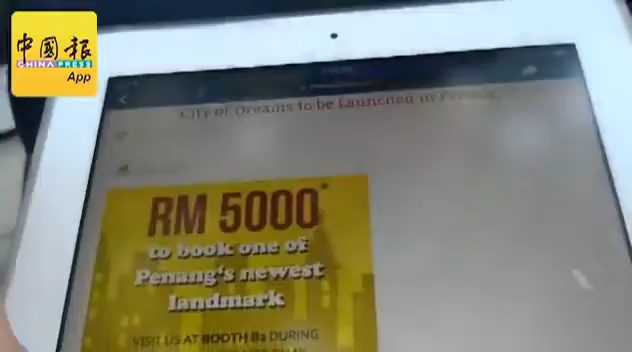 中國報
CHINA PRESS
App
City of Dreams to be Launched in Penang
RM 5000*
to book one of
Penang's newest
landmark
VISIT US AT BOOTH B2 DURING